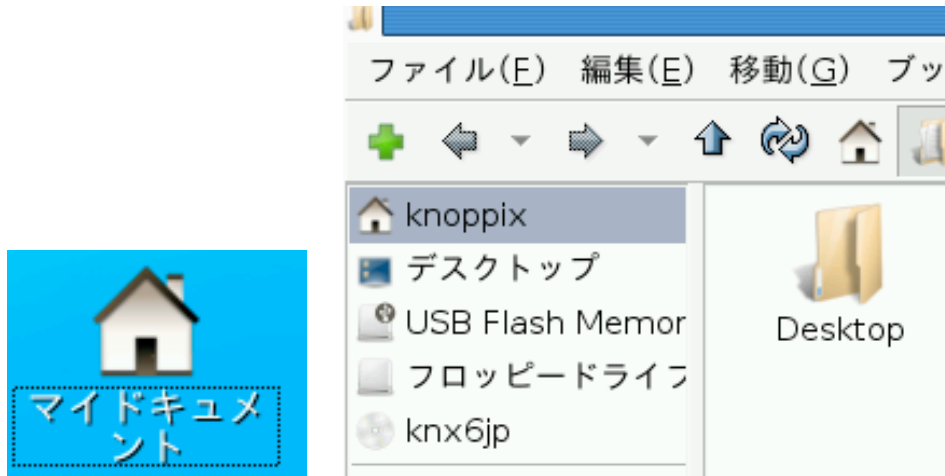 ファイル(F) 編集(E) 移動(G) ブッ
knoppix
デスクトップ
USB Flash Memor
フロッピードライブ
knx6jp
Desktop
マイドキュメ
ント